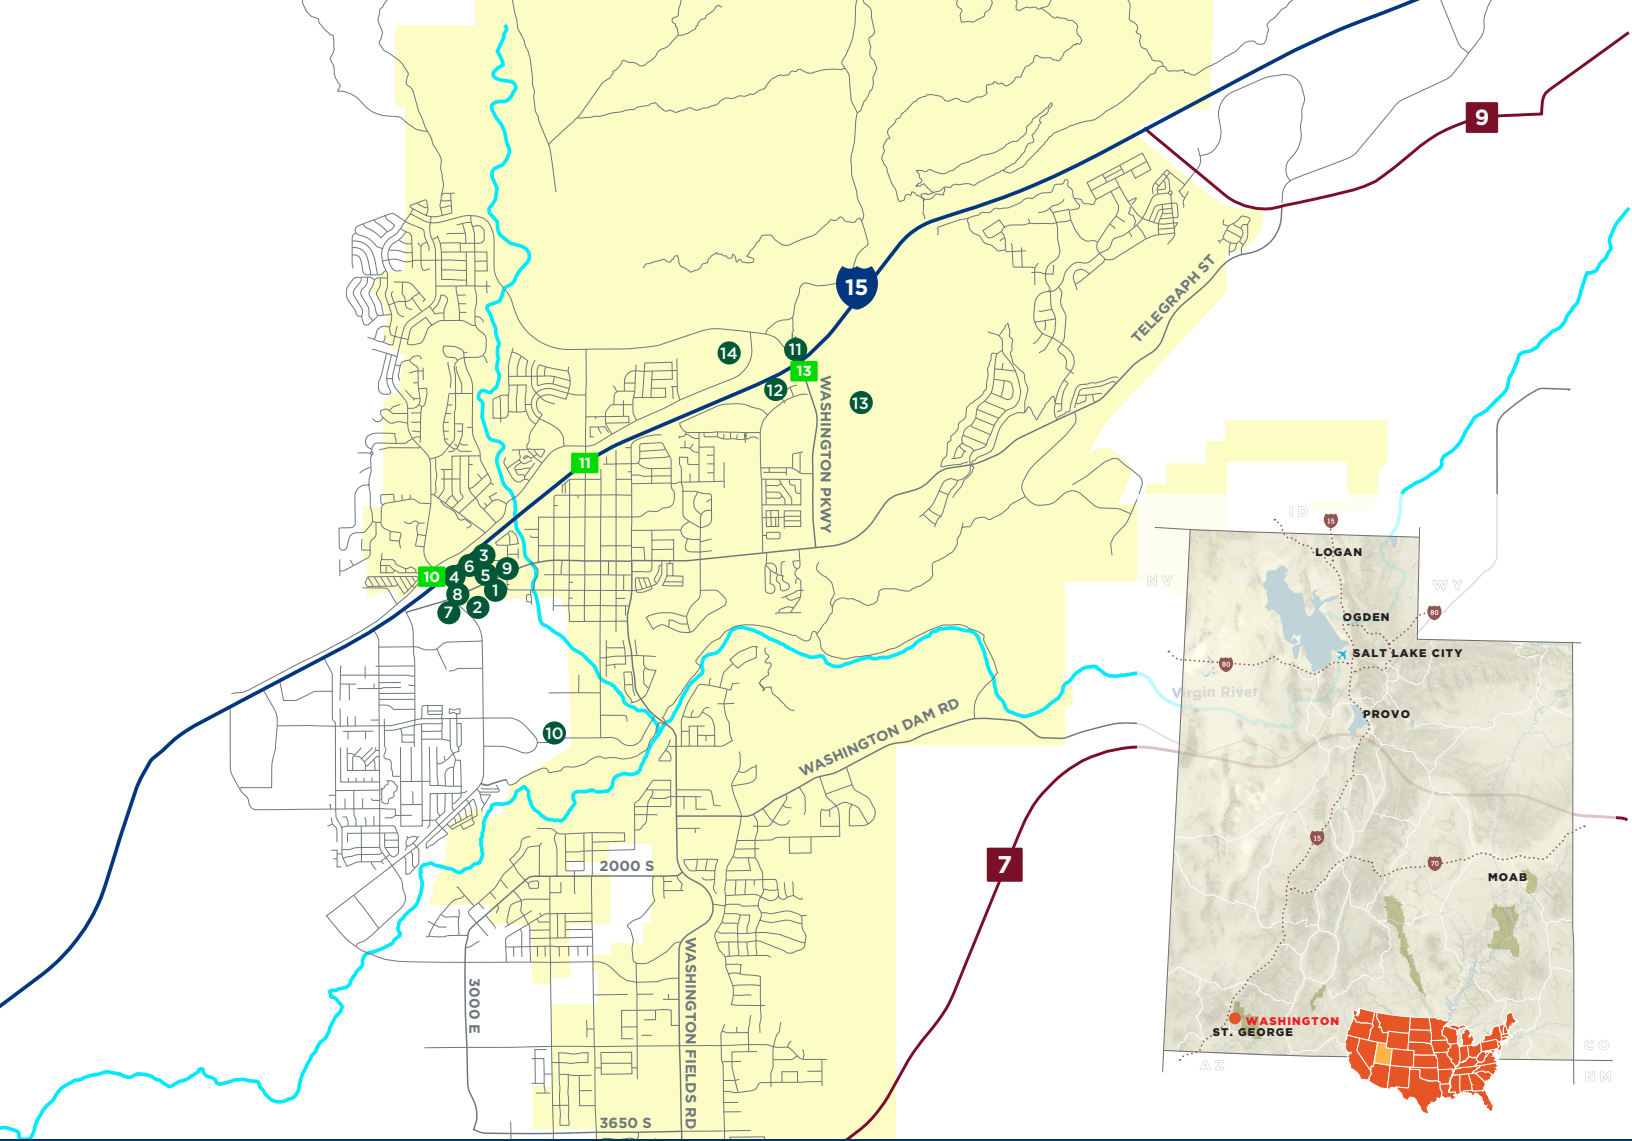 9
TELEGRAPH ST
15
14
11
13
12
13
WASHINGTON PKWY
11
3
6
9
10
4
5
8
1
7
2
10
WASHINGTON DAM RD
7
2000 S
WASHINGTON FIELDS RD
3000 E
3650 S
ID
15
LOGAN
NV
WY
80
OGDEN
SALT LAKE CITY
80
Virgin River
PROVO
15
70
MOAB
WASHINGTON
ST. GEORGE
AZ
CO
NM